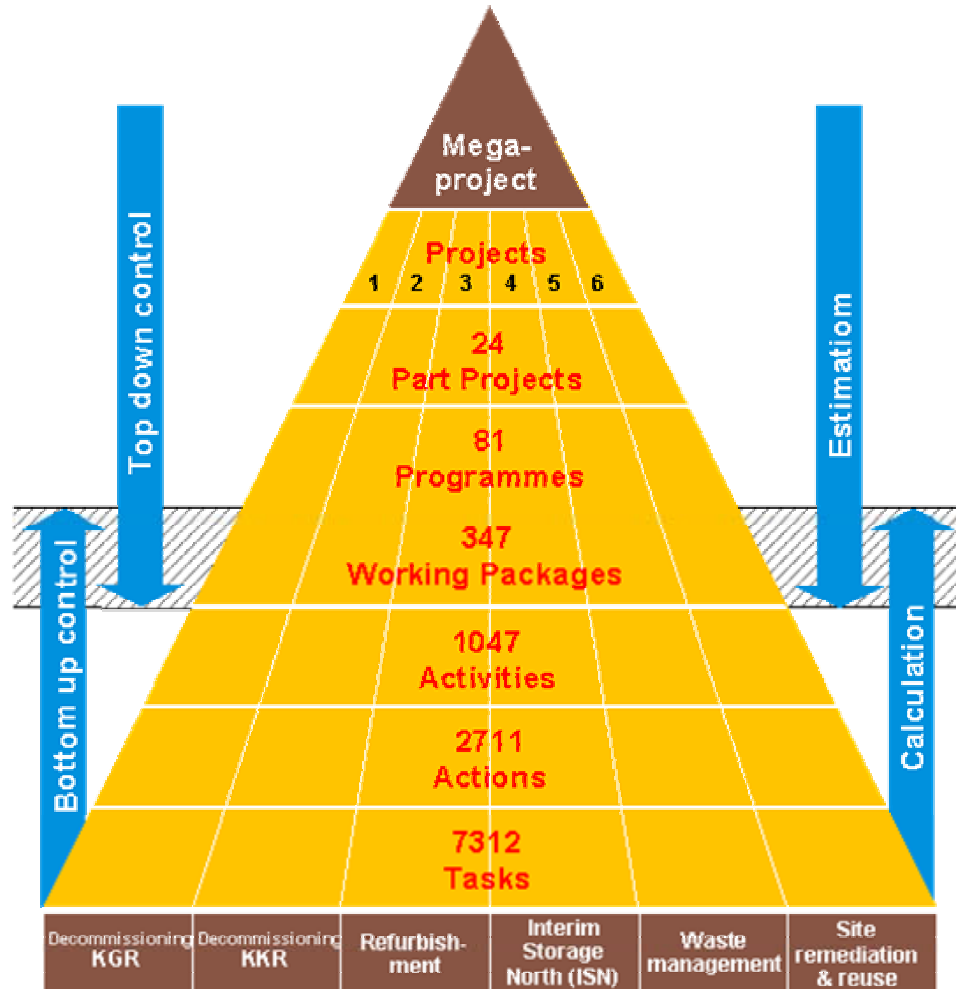 Mega-
project
Projects
1 2 3 4 5 6
24
Part Projects
81
Programmes
347
Working Packages
1047
Activities
2711
Actions
7312
Tasks
Top down control
Bottom up control
Estimatiom
Calculation
Decommissioning
KGR
Decommissioning
KKR
Refurbish-
ment
Interim
Storage
North (ISN)
Waste
management
Site
remediation
& reuse